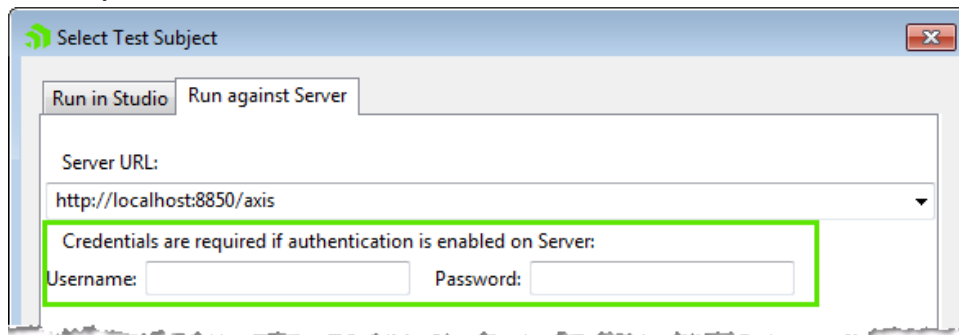 Select Test Subject
Run in Studio Run against Server
Server URL:
http://localhost:8850/axis
Credentials are required if authentication is enabled on Server:
Username: Password: